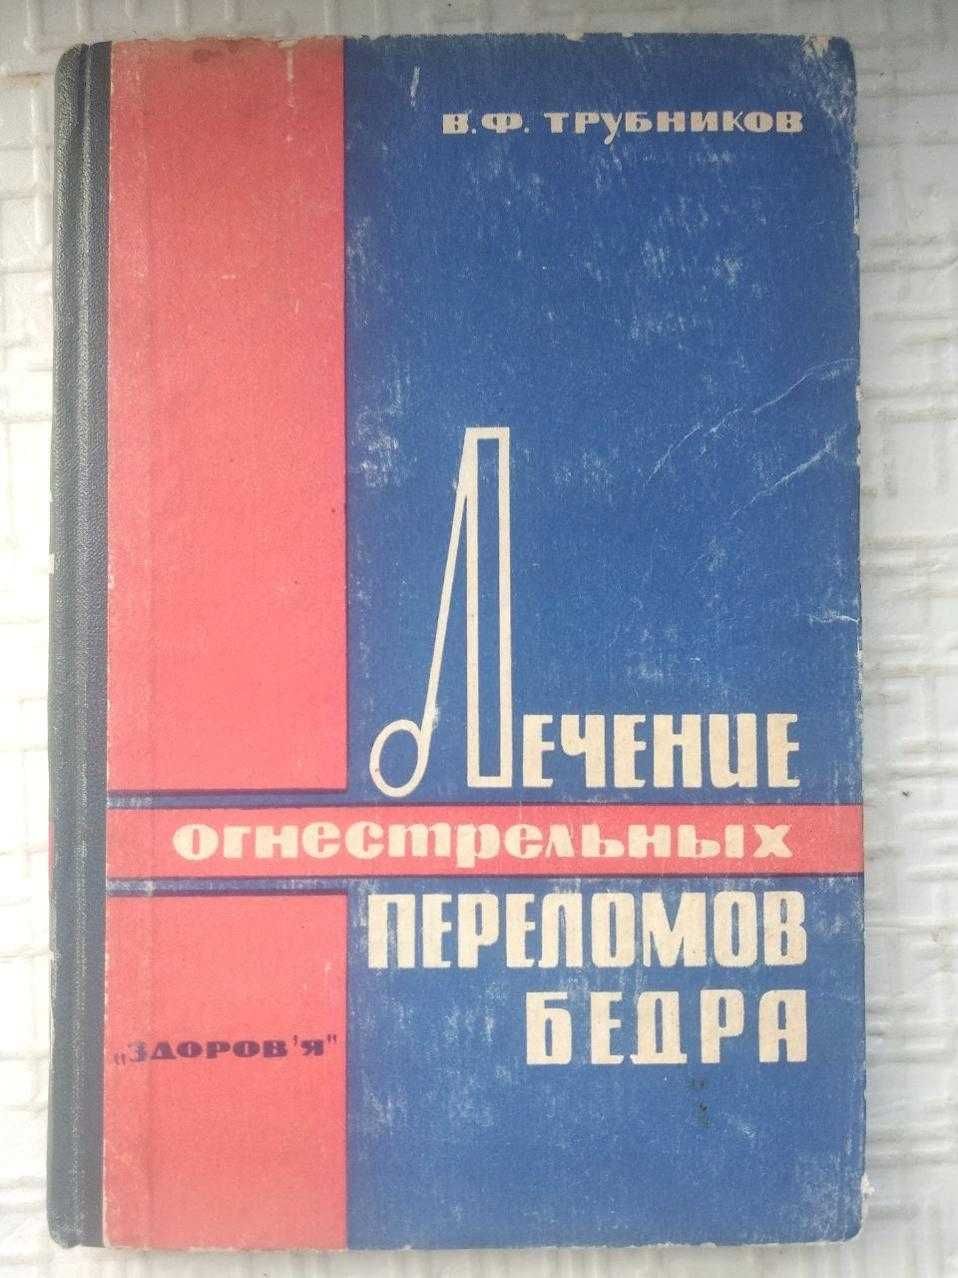 В.Ф. ТРУБНИКОВ
ЛЕЧЕНИЕ
ОГНЕСТРЕЛЬНЫХ
ПЕРЕЛОМОВ
БЕДРА
„ЗДОРОВ'Я"